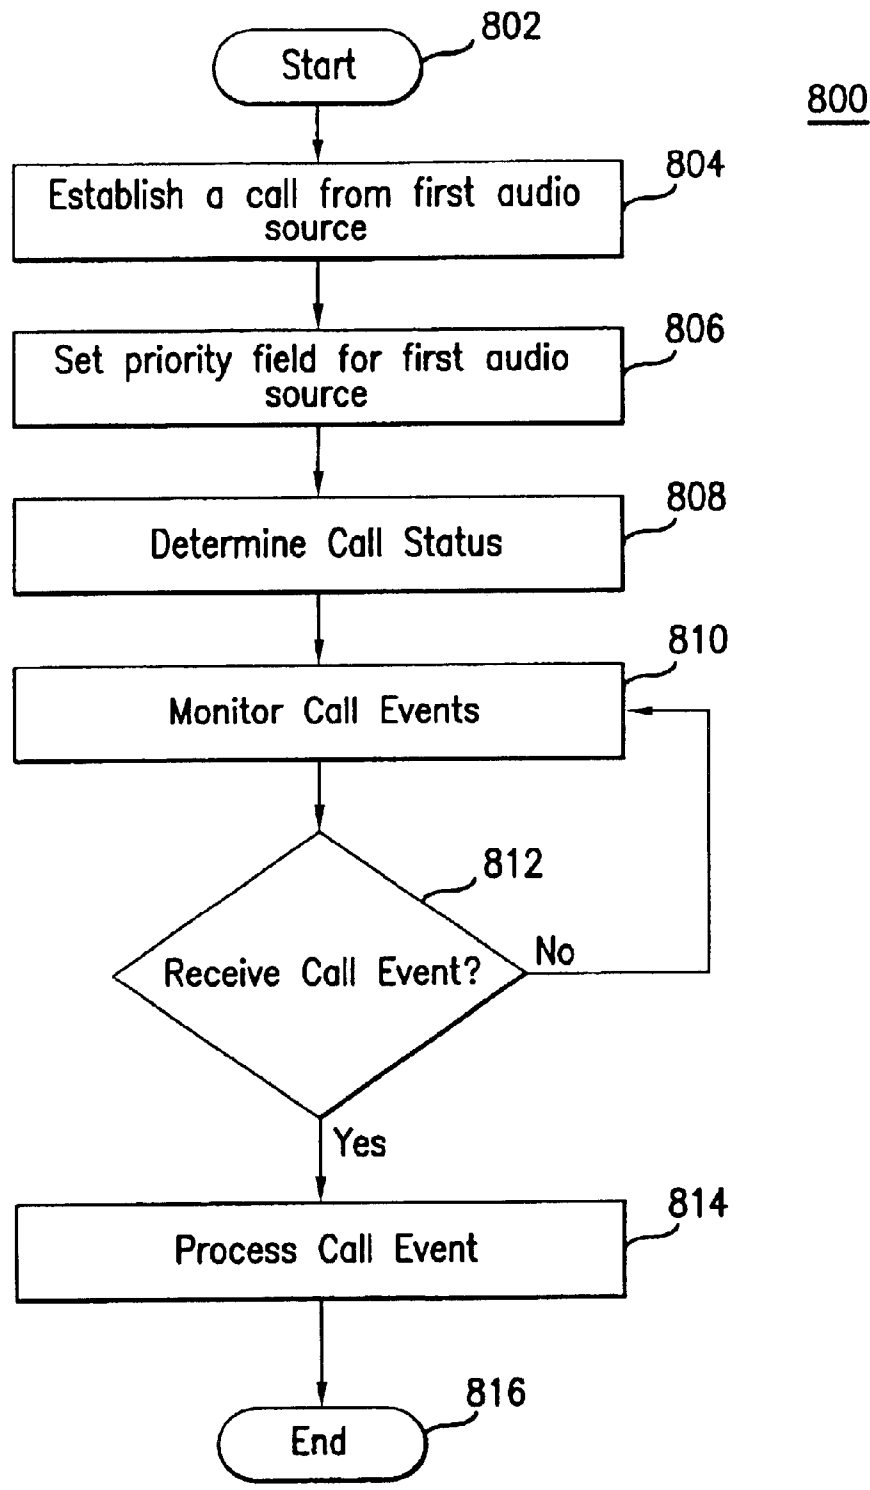 802
Start
800
804
Establish a call from first audio
source
806
Set priority field for first audio
source
808
Determine Call Status
810
Monitor Call Events
812
Receive Call Event?
No
Yes
814
Process Call Event
816
End